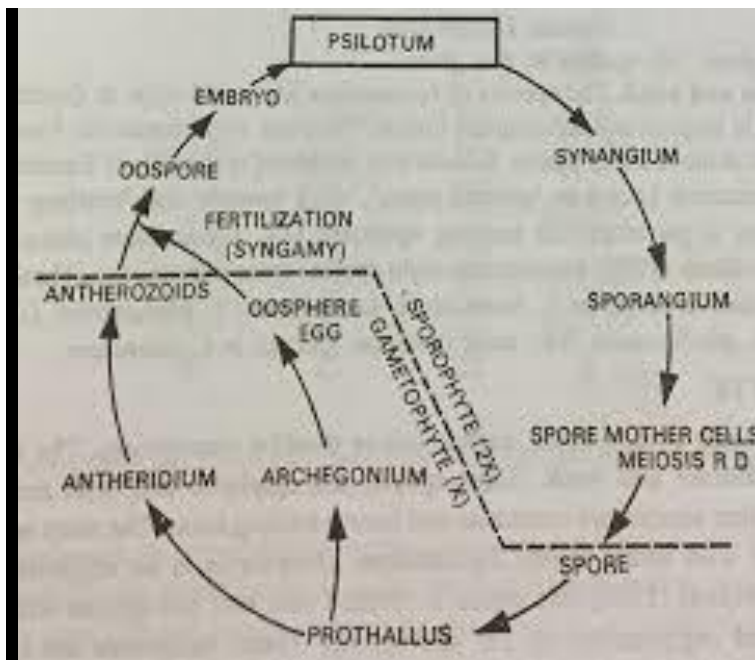 PSILOTUM
EMBRYO
SYNANGIUM
OOSPORE
FERTILIZATION
(SYNGAMY)
ANTHEROZOIDS
OOSPHERE
EGG
SPORANGIUM
SPOROPHYTE (2X)
GAMETOPHYTE (X)
SPORE MOTHER CELLS
MEIOSIS R D
ANTHERIDIUM
ARCHEGONIUM
SPORE
PROTHALLUS